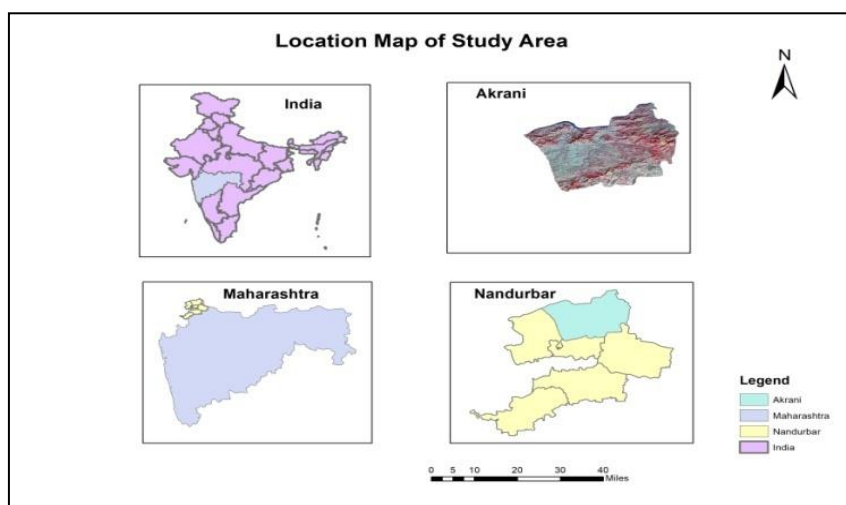 Location Map of Study Area
N
India
Akrani
Maharashtra
Nandurbar
Legend
Akrani
Maharashtra
Nandurbar
India
0 5 10 20 30 40
Miles